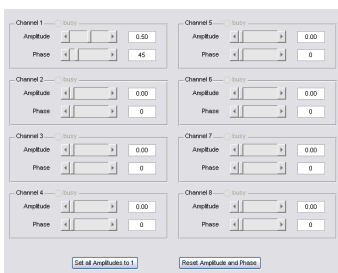 Channel 1 busy
Amplitude 0.50
Phase 45
Channel 2 busy
Amplitude 0.00
Phase 0
Channel 3 busy
Amplitude 0.00
Phase 0
Channel 4 busy
Amplitude 0.00
Phase 0
Channel 5 busy
Amplitude 0.00
Phase 0
Channel 6 busy
Amplitude 0.00
Phase 0
Channel 7 busy
Amplitude 0.00
Phase 0
Channel 8 busy
Amplitude 0.00
Phase 0
Set all Amplitudes to 1
Reset Amplitude and Phase